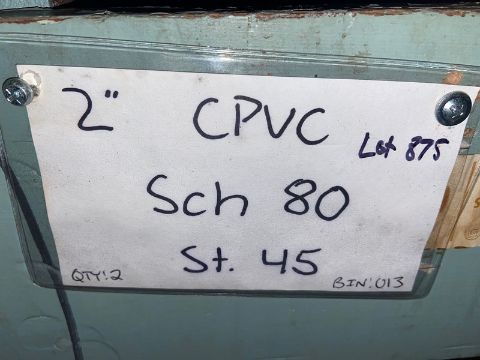 2" CPVC
Lot 875
Sch 80
St. 45
QTY:2
BIN:013